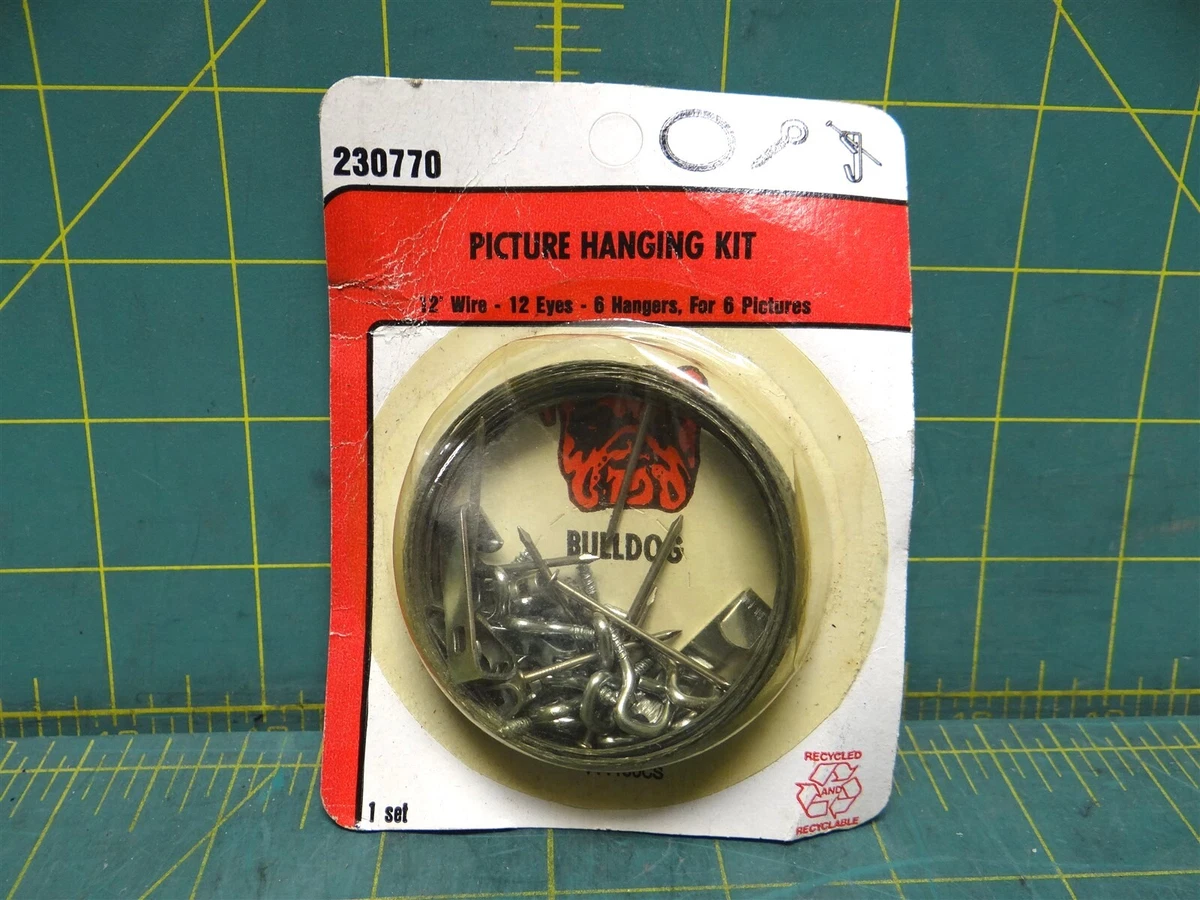 230770
PICTURE HANGING KIT
12' Wire - 12 Eyes - 6 Hangers, For 6 Pictures
BULLDOG
1 set
RECYCLED
AND
RECYCLABLE